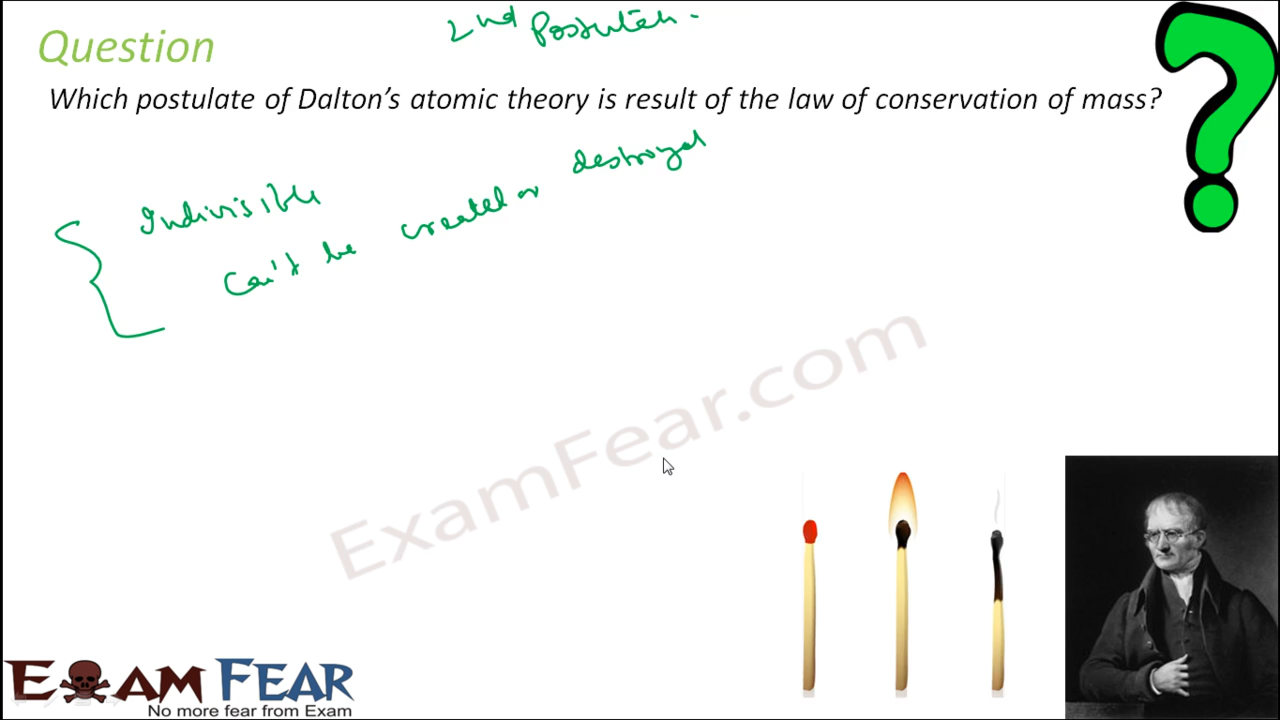 2nd Postulate.
Question
Which postulate of Dalton's atomic theory is result of the law of conservation of mass?
Indivisible
Can't be created or destroyed
ExamFear.com
EXAM FEAR
No more fear from Exam